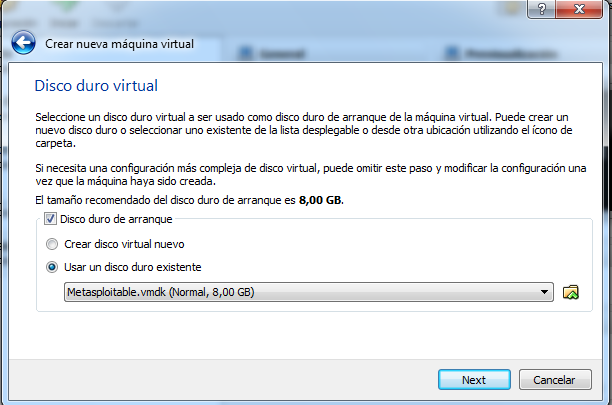 ?
X
Crear nueva máquina virtual
Disco duro virtual
Seleccione un disco duro virtual a ser usado como disco duro de arranque de la máquina virtual. Puede crear un
nuevo disco duro o seleccionar uno existente de la lista desplegable o desde otra ubicación utilizando el ícono de
carpeta.
Si necesita una configuración más compleja de disco virtual, puede omitir este paso y modificar la configuración una
vez que la máquina haya sido creada.
El tamaño recomendado del disco duro de arranque es 8,00 GB.
Disco duro de arranque
Crear disco virtual nuevo
Usar un disco duro existente
Metasploitable.vmdk (Normal, 8,00 GB)
Next
Cancelar